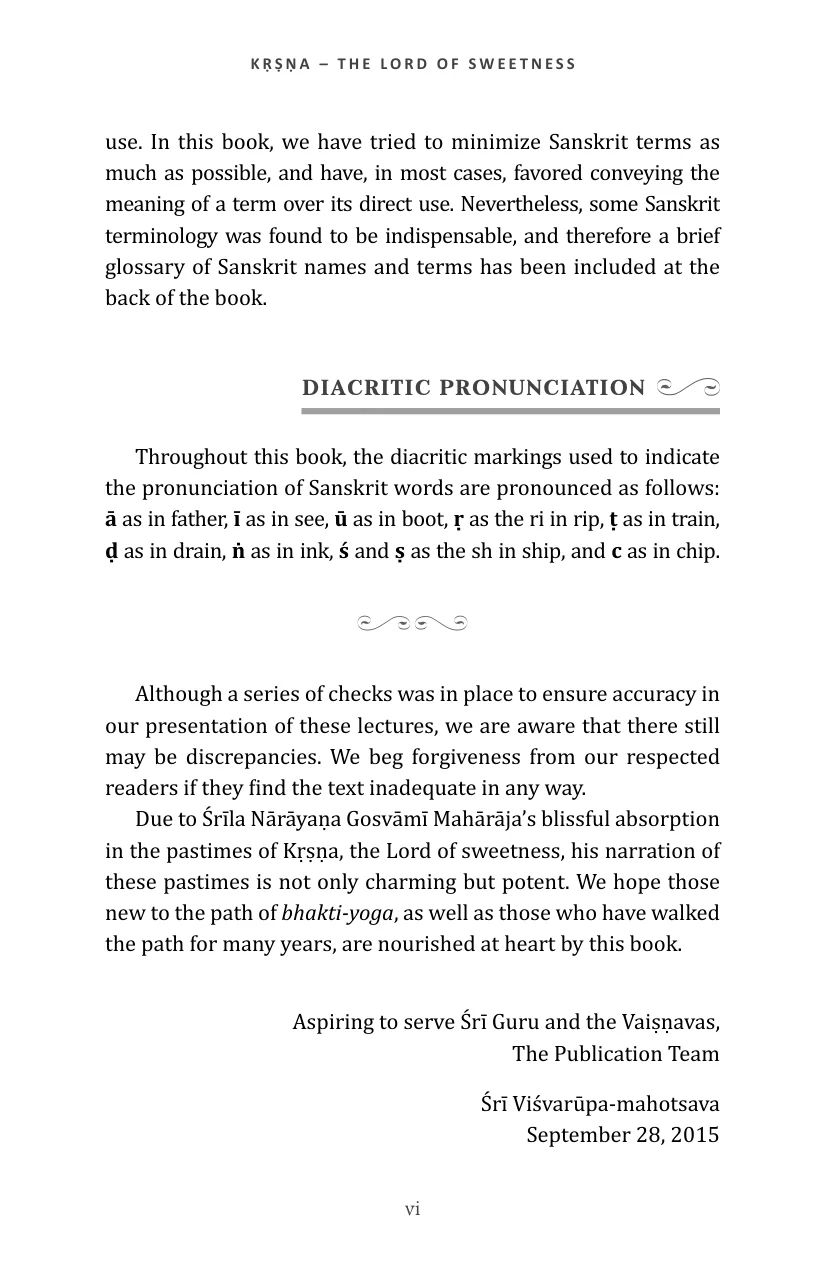 KṚṢṆA – THE LORD OF SWEETNESS
use. In this book, we have tried to minimize Sanskrit terms as
much as possible, and have, in most cases, favored conveying the
meaning of a term over its direct use. Nevertheless, some Sanskrit
terminology was found to be indispensable, and therefore a brief
glossary of Sanskrit names and terms has been included at the
back of the book.
DIACRITIC PRONUNCIATION
Throughout this book, the diacritic markings used to indicate
the pronunciation of Sanskrit words are pronounced as follows:
ā as in father, ī as in see, ū as in boot, ṛ as the ri in rip, ṭ as in train,
ḍ as in drain, ṅ as in ink, ś and ṣ as the sh in ship, and c as in chip.
Although a series of checks was in place to ensure accuracy in
our presentation of these lectures, we are aware that there still
may be discrepancies. We beg forgiveness from our respected
readers if they find the text inadequate in any way.
Due to Śrīla Nārāyaṇa Gosvāmī Mahārāja’s blissful absorption
in the pastimes of Kṛṣṇa, the Lord of sweetness, his narration of
these pastimes is not only charming but potent. We hope those
new to the path of bhakti-yoga, as well as those who have walked
the path for many years, are nourished at heart by this book.
Aspiring to serve Śrī Guru and the Vaiṣṇavas,
The Publication Team
Śrī Viśvarūpa-mahotsava
September 28, 2015
vi